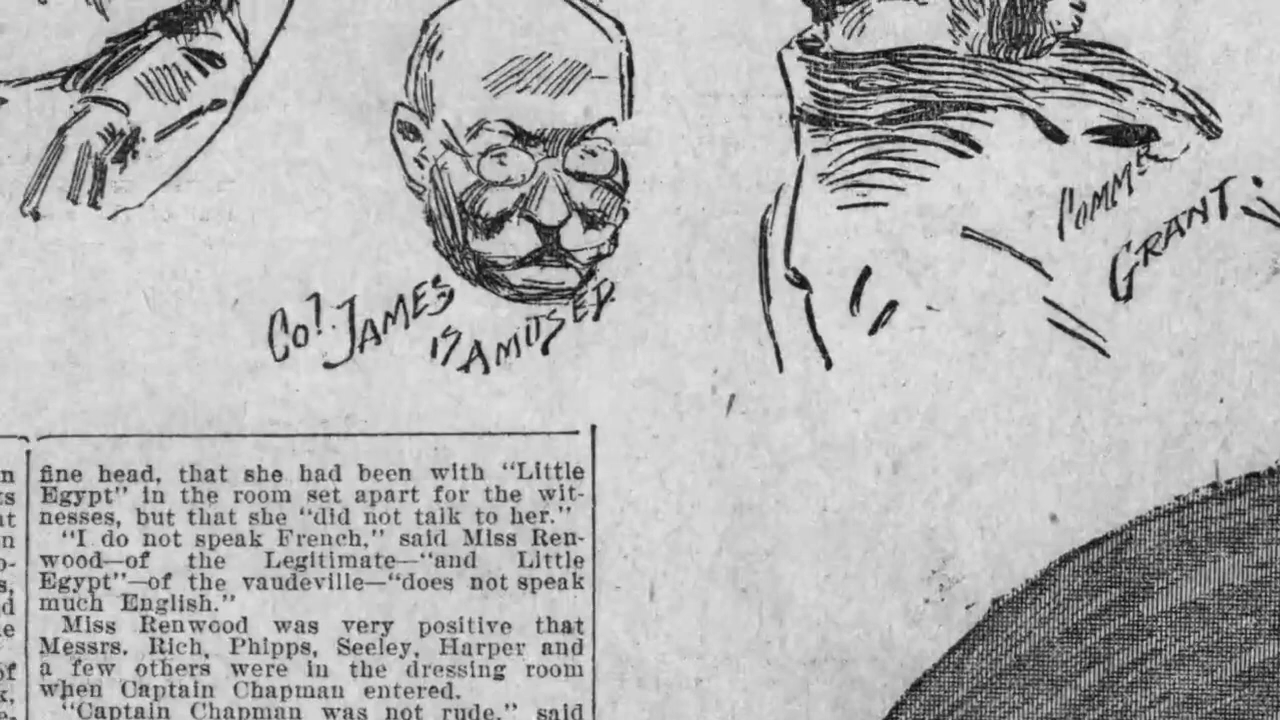 Col. JAMES
IS AMUSED.
COMM'R
GRANT.
fine head, that she had been with "Little
Egypt" in the room set apart for the wit-
nesses, but that she "did not talk to her."
"I do not speak French," said Miss Ren-
wood—of the Legitimate—"and Little
Egypt"—of the vaudeville—"does not speak
much English."
Miss Renwood was very positive that
Messrs. Rich, Phipps, Seeley, Harper and
a few others were in the dressing room
when Captain Chapman entered.
"Captain Chapman was not rude," said